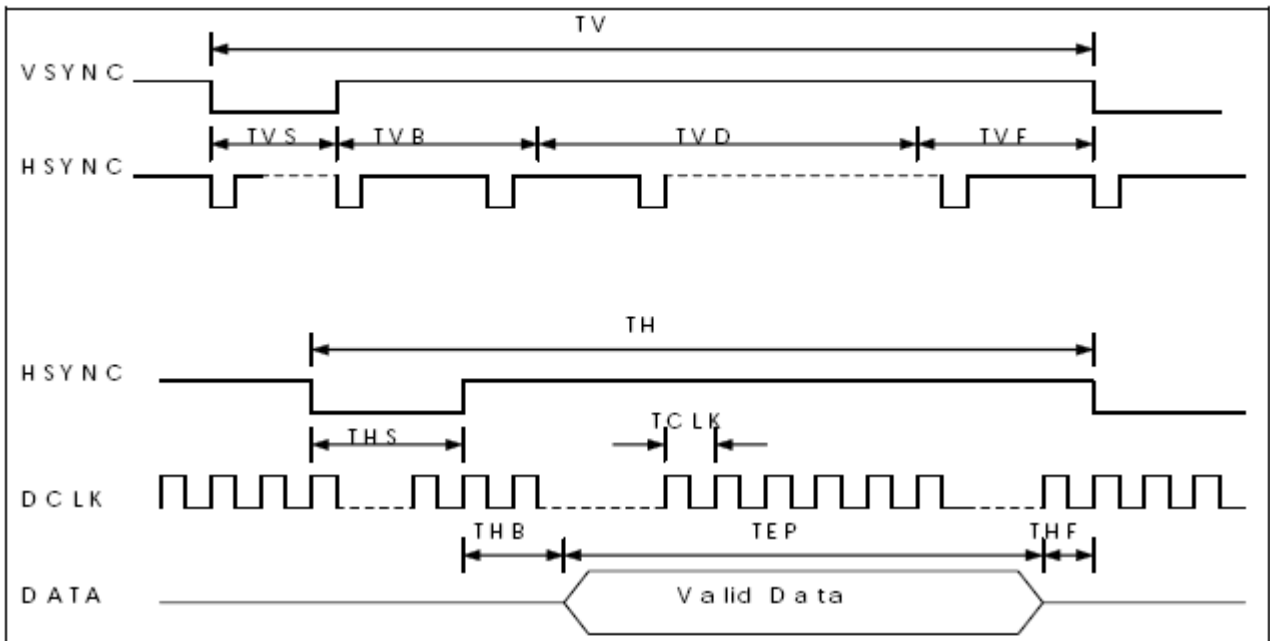 TV
VSYNC
TVS TVB TVD TVF
HSYNC
TH
HSYNC
TCLK
THS
DCLK
THB TEP THF
DATA Valid Data